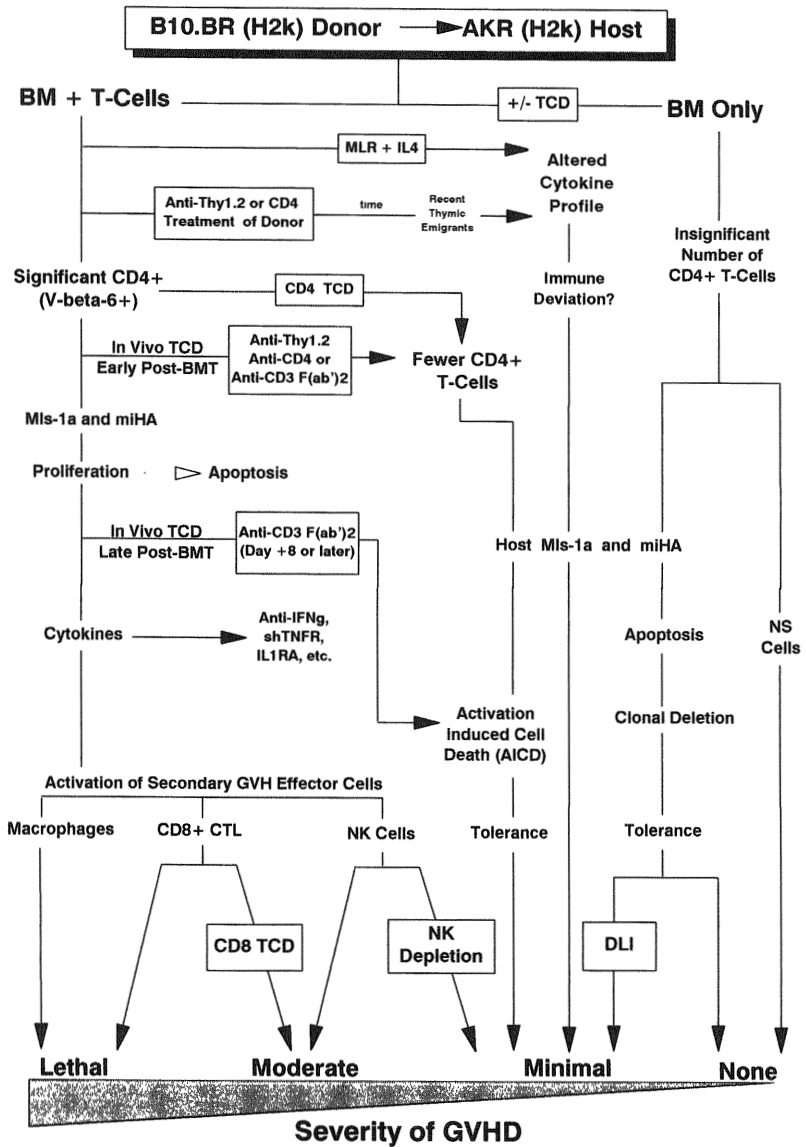 B10.BR (H2k) Donor AKR (H2k) Host
BM + T-Cells
+/- TCD
BM Only
MLR + IL4
Altered
Cytokine
Profile
Anti-Thy1.2 or CD4
Treatment of Donor
time
Recent
Thymic
Emigrants
Insignificant
Number of
CD4+ T-Cells
Significant CD4+
(V-beta-6+)
CD4 TCD
Immune
Deviation?
In Vivo TCD
Early Post-BMT
Anti-Thy1.2
Anti-CD4 or
Anti-CD3 F(ab')2
Fewer CD4+
T-Cells
Mls-1a and miHA
Proliferation
Apoptosis
In Vivo TCD
Late Post-BMT
Anti-CD3 F(ab')2
(Day +8 or later)
Host Mls-1a and miHA
Cytokines
Anti-IFNg,
shTNFR,
IL1RA, etc.
Apoptosis
NS
Cells
Activation
Induced Cell
Death (AICD)
Clonal Deletion
Activation of Secondary GVH Effector Cells
Macrophages
CD8+ CTL
NK Cells
Tolerance
Tolerance
CD8 TCD
NK
Depletion
DLI
Lethal
Moderate
Minimal
None
Severity of GVHD